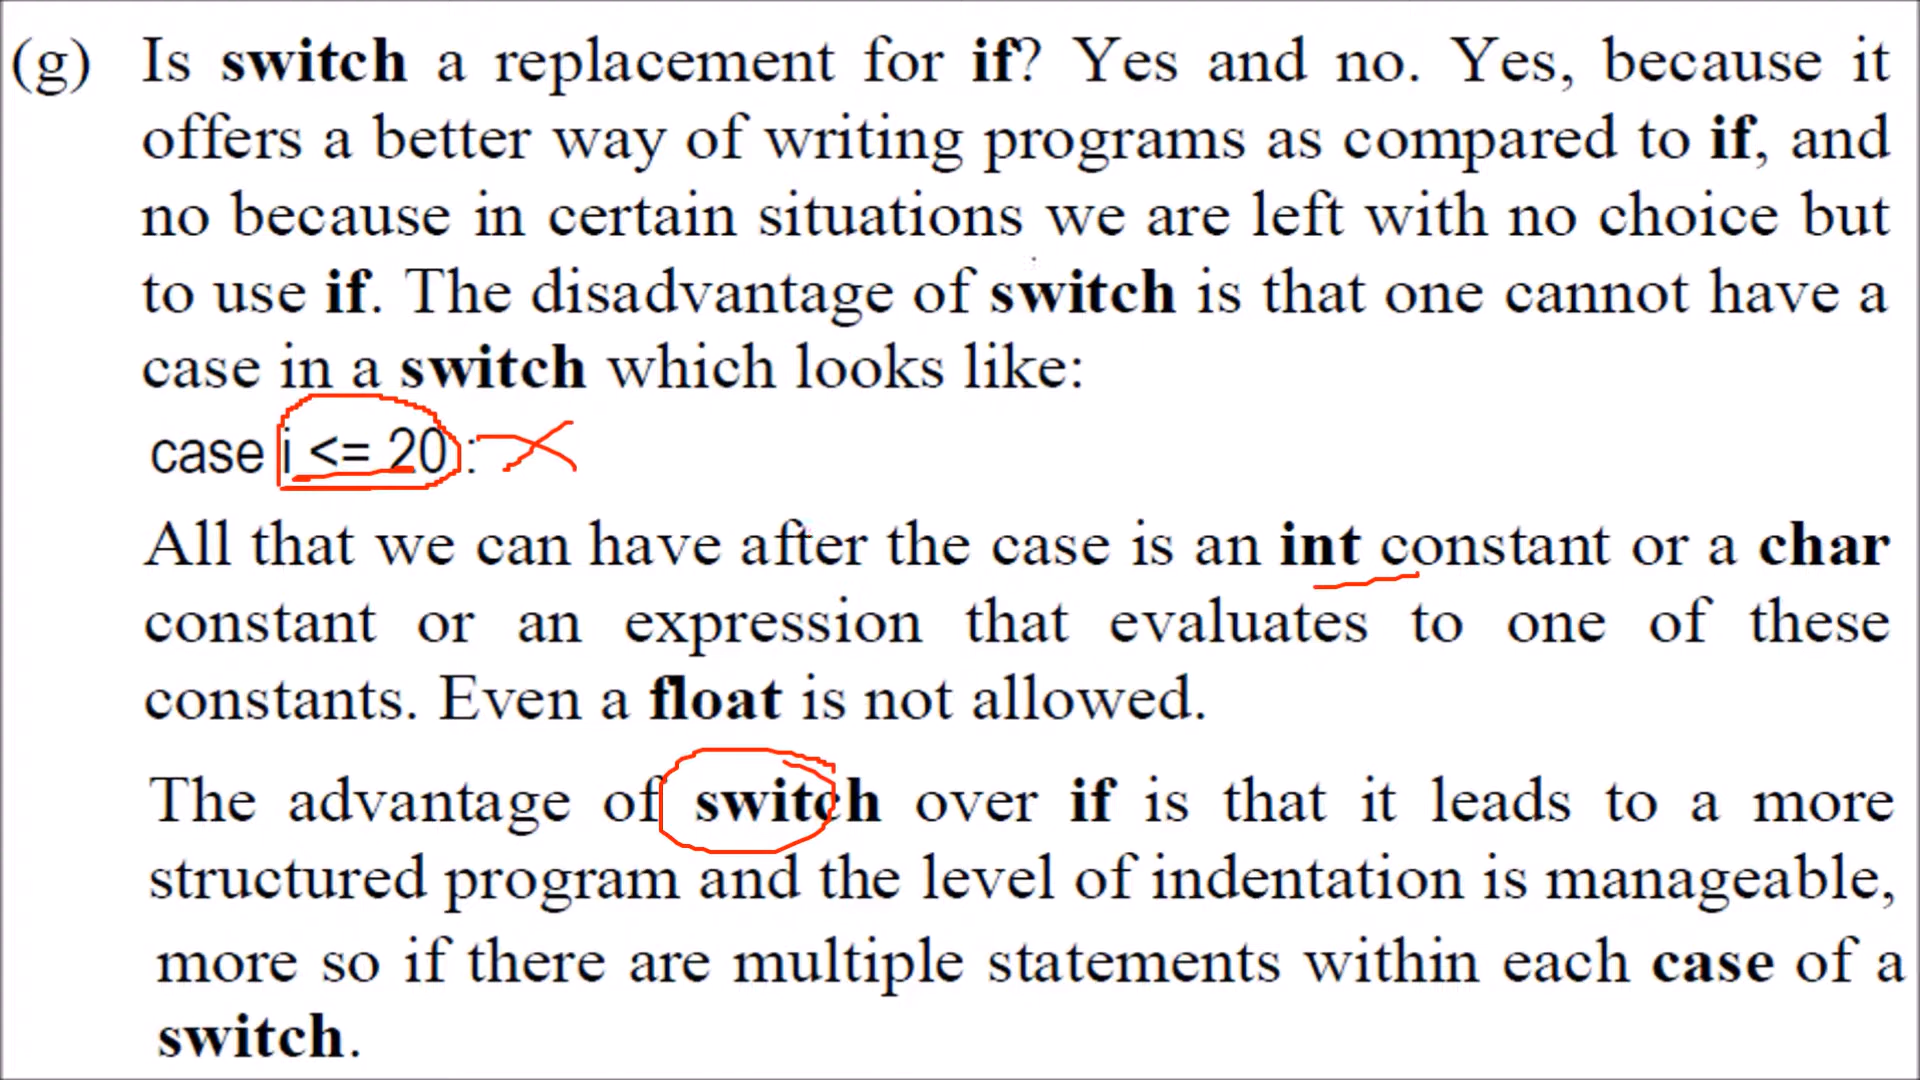 (g) Is switch a replacement for if? Yes and no. Yes, because it
offers a better way of writing programs as compared to if, and
no because in certain situations we are left with no choice but
to use if. The disadvantage of switch is that one cannot have a
case in a switch which looks like:
case i <= 20 :
All that we can have after the case is an int constant or a char
constant or an expression that evaluates to one of these
constants. Even a float is not allowed.
The advantage of switch over if is that it leads to a more
structured program and the level of indentation is manageable,
more so if there are multiple statements within each case of a
switch.